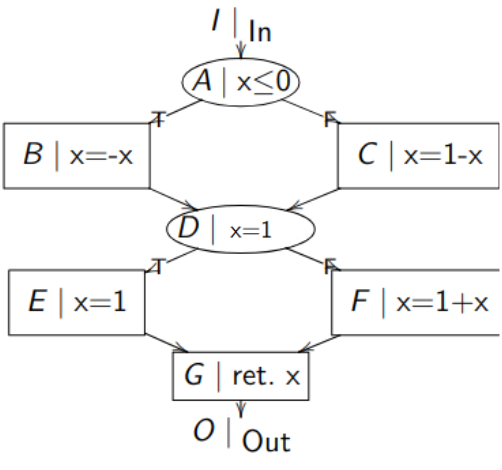 I | In
A | x≤0
T F
B | x=-x C | x=1-x
D | x=1
T F
E | x=1 F | x=1+x
G | ret. x
O | Out